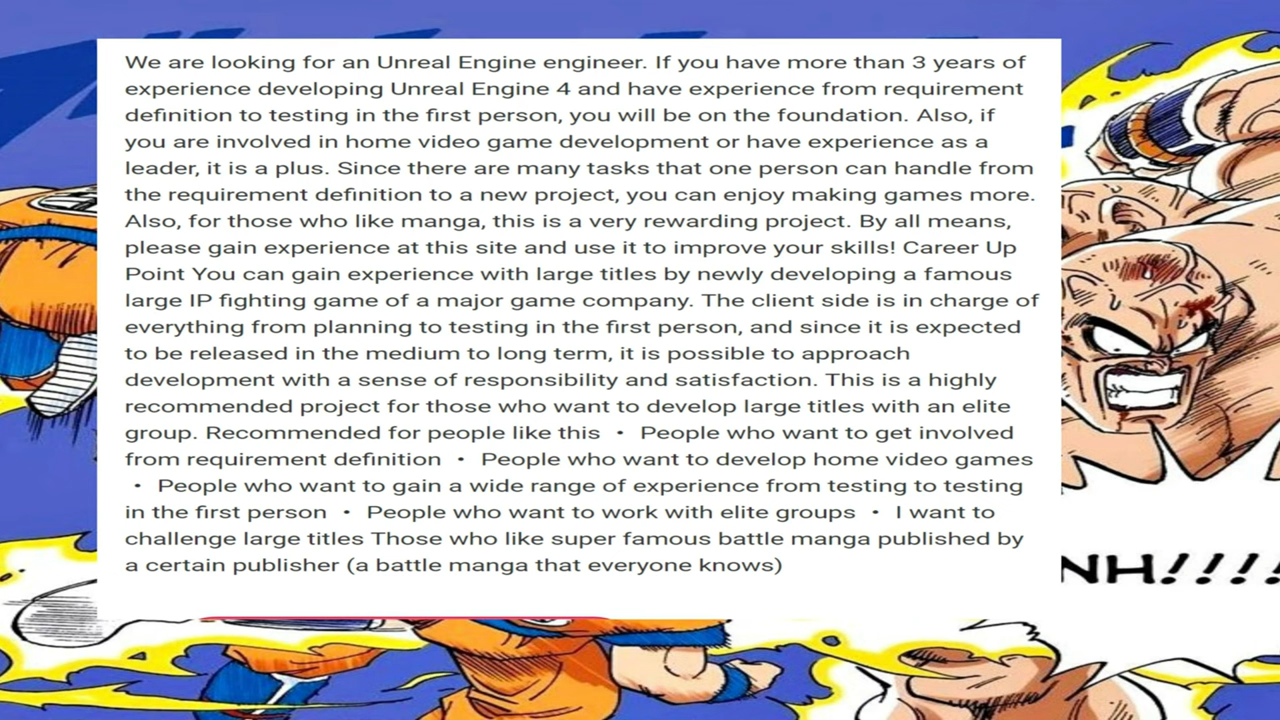 We are looking for an Unreal Engine engineer. If you have more than 3 years of
experience developing Unreal Engine 4 and have experience from requirement
definition to testing in the first person, you will be on the foundation. Also, if
you are involved in home video game development or have experience as a
leader, it is a plus. Since there are many tasks that one person can handle from
the requirement definition to a new project, you can enjoy making games more.
Also, for those who like manga, this is a very rewarding project. By all means,
please gain experience at this site and use it to improve your skills! Career Up
Point You can gain experience with large titles by newly developing a famous
large IP fighting game of a major game company. The client side is in charge of
everything from planning to testing in the first person, and since it is expected
to be released in the medium to long term, it is possible to approach
development with a sense of responsibility and satisfaction. This is a highly
recommended project for those who want to develop large titles with an elite
group. Recommended for people like this • People who want to get involved
from requirement definition • People who want to develop home video games
• People who want to gain a wide range of experience from testing to testing
in the first person • People who want to work with elite groups • I want to
challenge large titles Those who like super famous battle manga published by
a certain publisher (a battle manga that everyone knows)
NH!!!!